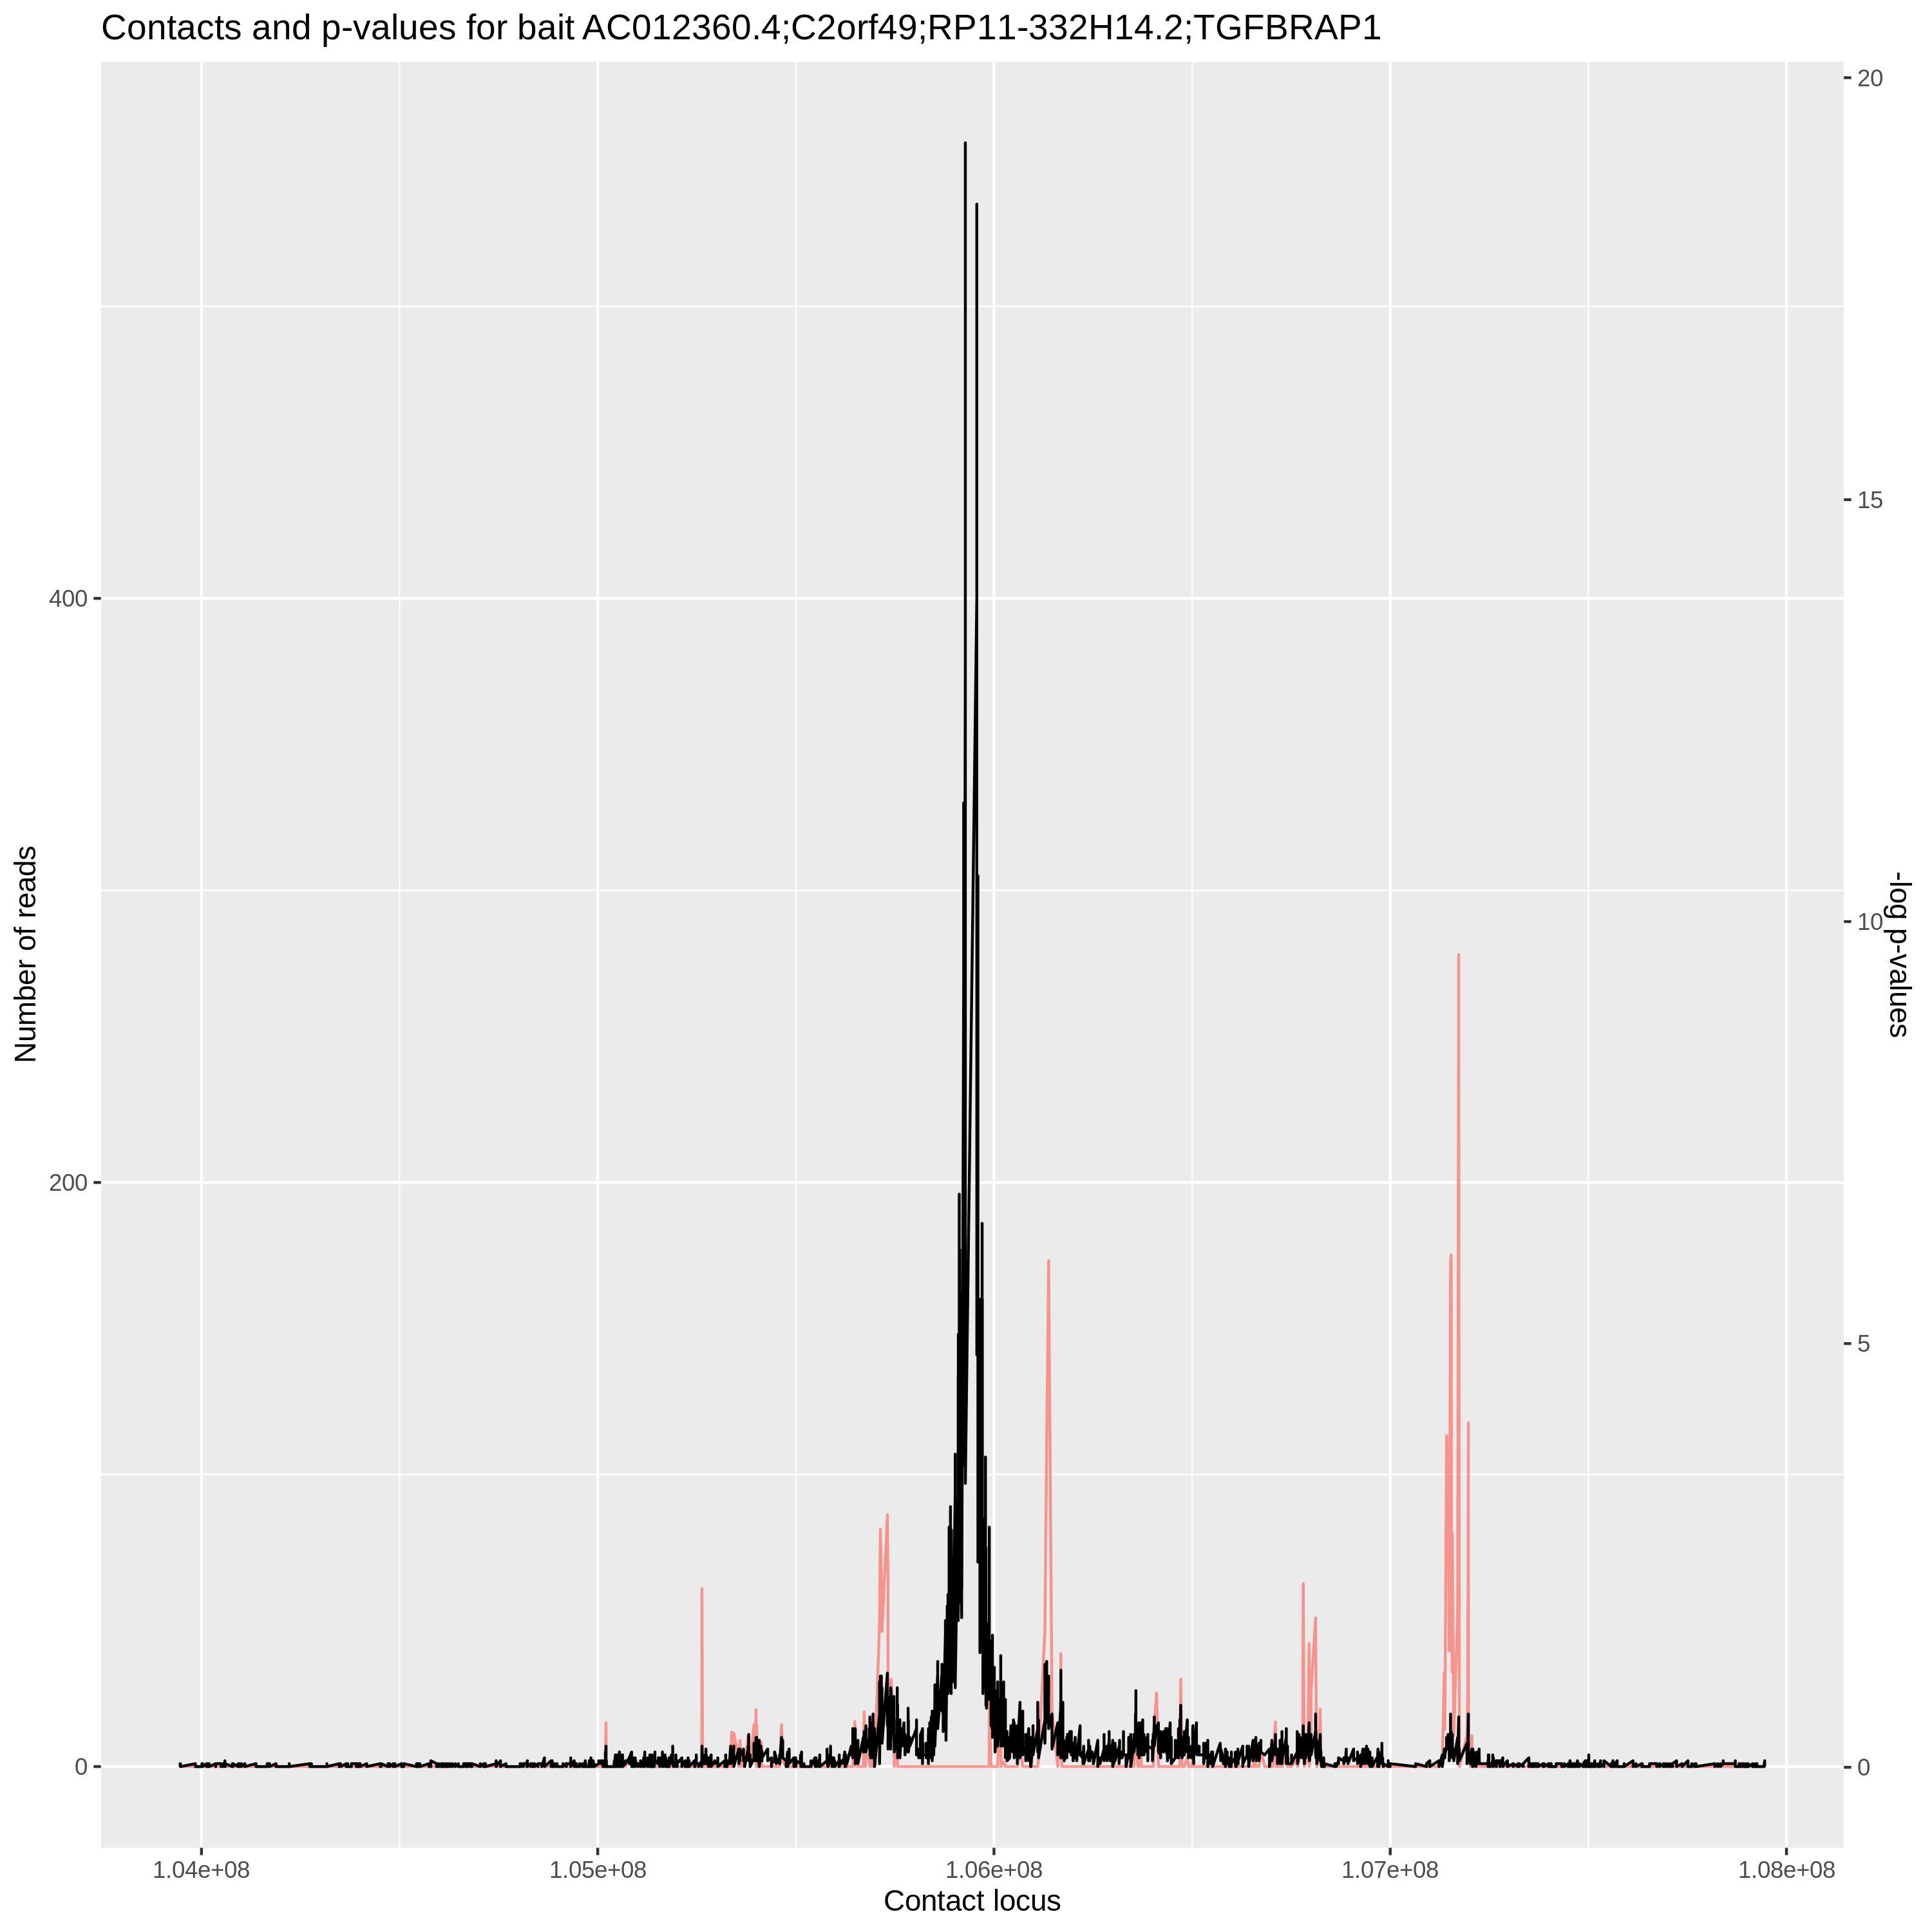 Contacts and p-values for bait AC012360.4;C2orf49;RP11-332H14.2;TGFBRAP1
20
15
400
Number of reads
-log p-values
10
200
5
0
0
1.04e+08
1.05e+08
1.06e+08
1.07e+08
1.08e+08
Contact locus